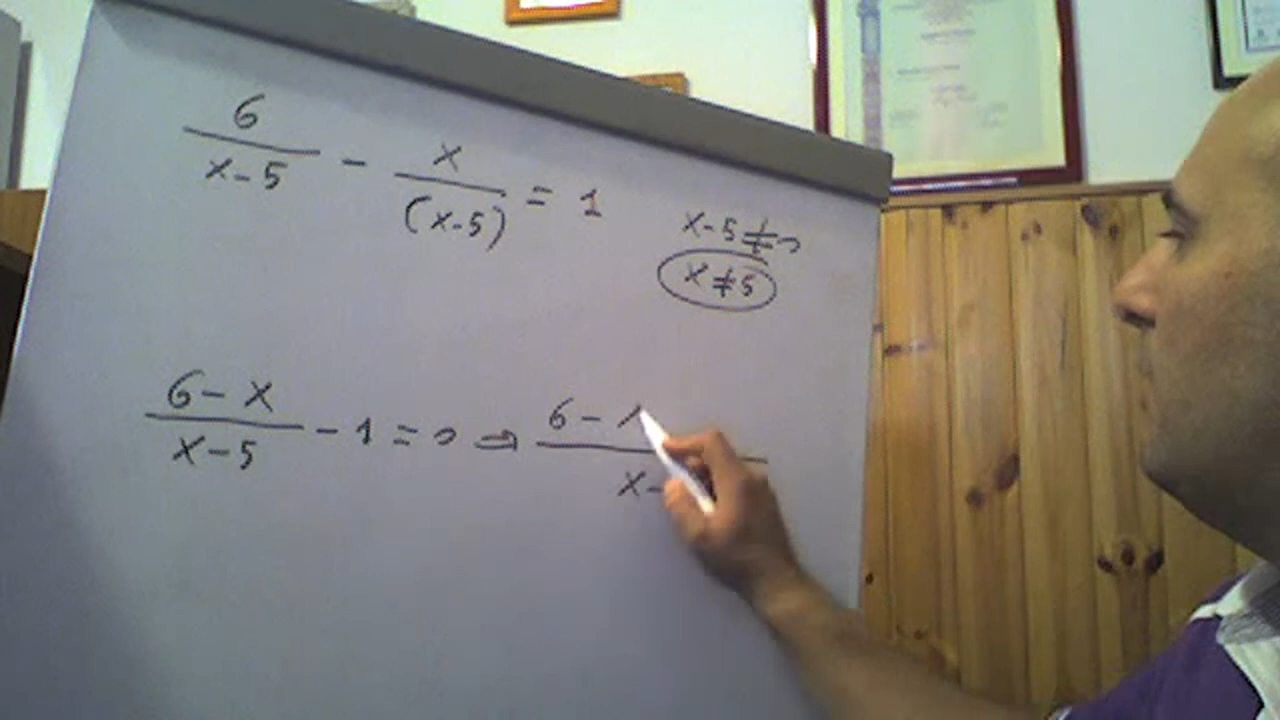 6/(x-5) - x/(x-5) = 1
x-5≠0
x≠5
(6-x)/(x-5) - 1 = 0 ⇒ (6-
x-